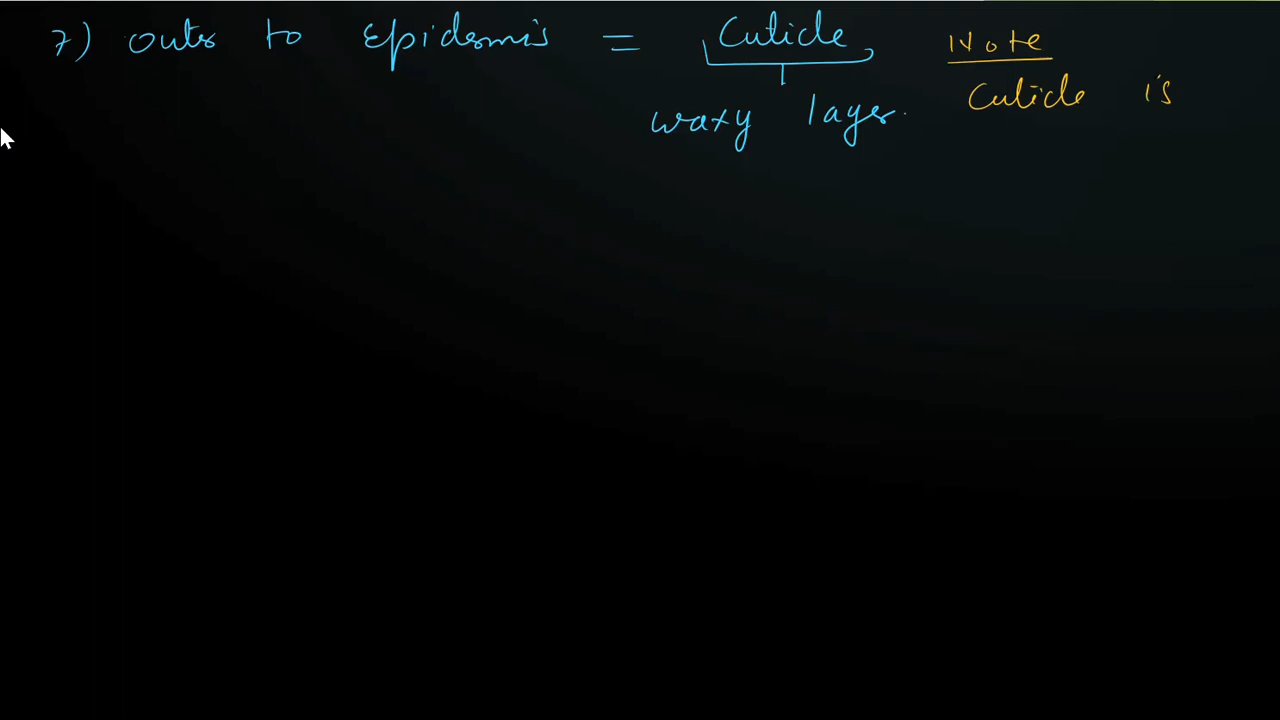 7) Outer to Epidermis = Cuticle
waxy layer.
Note
Cuticle is